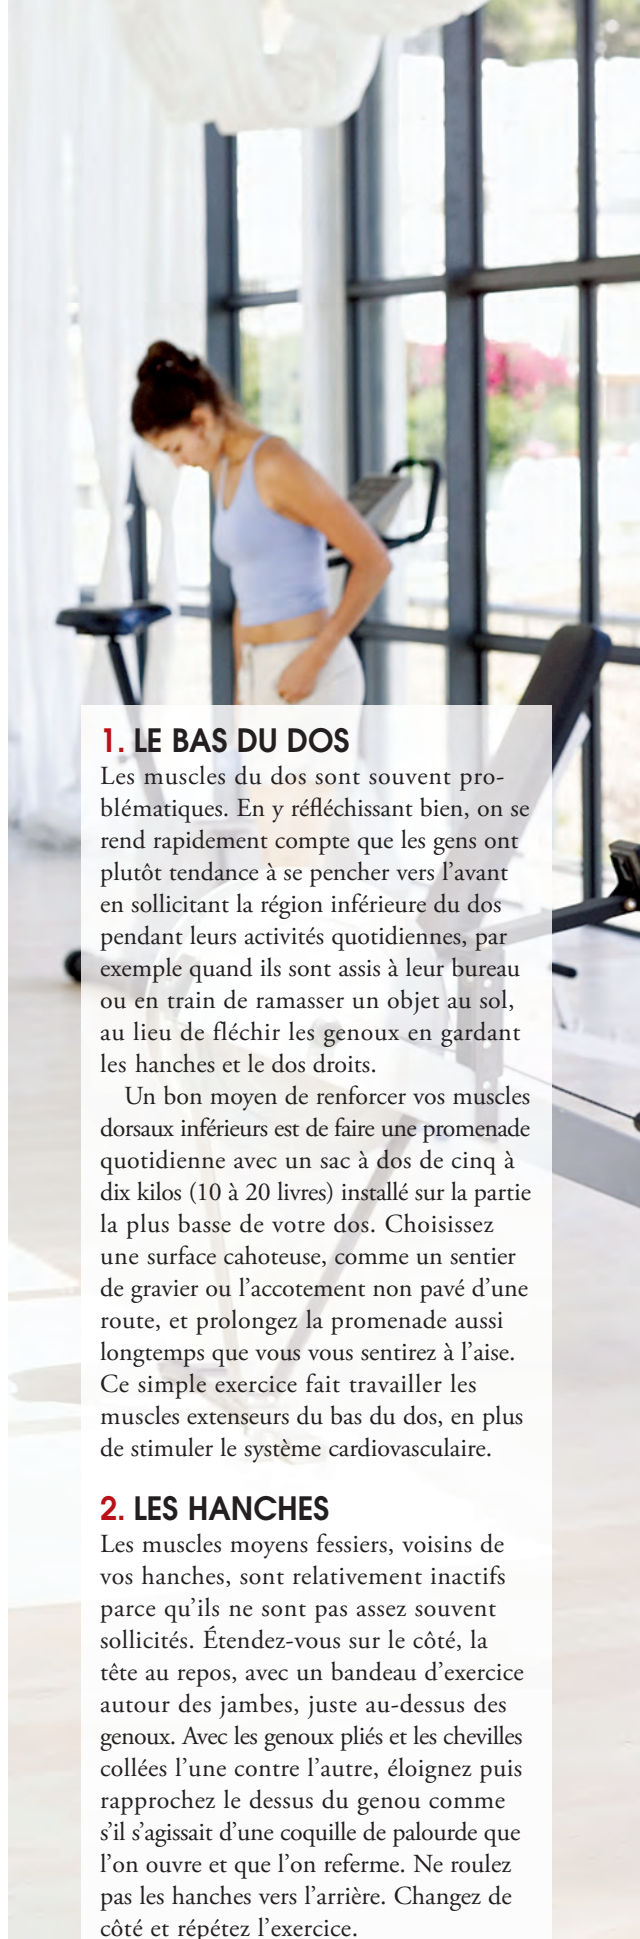 1. LE BAS DU DOS
Les muscles du dos sont souvent pro-
blématiques. En y réfléchissant bien, on se
rend rapidement compte que les gens ont
plutôt tendance à se pencher vers l’avant
en sollicitant la région inférieure du dos
pendant leurs activités quotidiennes, par
exemple quand ils sont assis à leur bureau
ou en train de ramasser un objet au sol,
au lieu de fléchir les genoux en gardant
les hanches et le dos droits.
Un bon moyen de renforcer vos muscles
dorsaux inférieurs est de faire une promenade
quotidienne avec un sac à dos de cinq à
dix kilos (10 à 20 livres) installé sur la partie
la plus basse de votre dos. Choisissez
une surface cahoteuse, comme un sentier
de gravier ou l’accotement non pavé d’une
route, et prolongez la promenade aussi
longtemps que vous vous sentirez à l’aise.
Ce simple exercice fait travailler les
muscles extenseurs du bas du dos, en plus
de stimuler le système cardiovasculaire.
2. LES HANCHES
Les muscles moyens fessiers, voisins de
vos hanches, sont relativement inactifs
parce qu’ils ne sont pas assez souvent
sollicités. Étendez-vous sur le côté, la
tête au repos, avec un bandeau d’exercice
autour des jambes, juste au-dessus des
genoux. Avec les genoux pliés et les chevilles
collées l’une contre l’autre, éloignez puis
rapprochez le dessus du genou comme
s’il s’agissait d’une coquille de palourde que
l’on ouvre et que l’on referme. Ne roulez
pas les hanches vers l’arrière. Changez de
côté et répétez l’exercice.